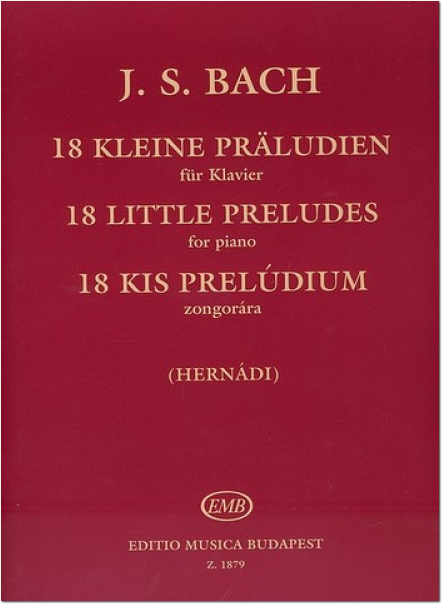 J. S. BACH
18 KLEINE PRÄLUDIEN
für Klavier
18 LITTLE PRELUDES
for piano
18 KIS PRELÚDIUM
zongorára
(HERNÁDI)
EMB
EDITIO MUSICA BUDAPEST
Z. 1879